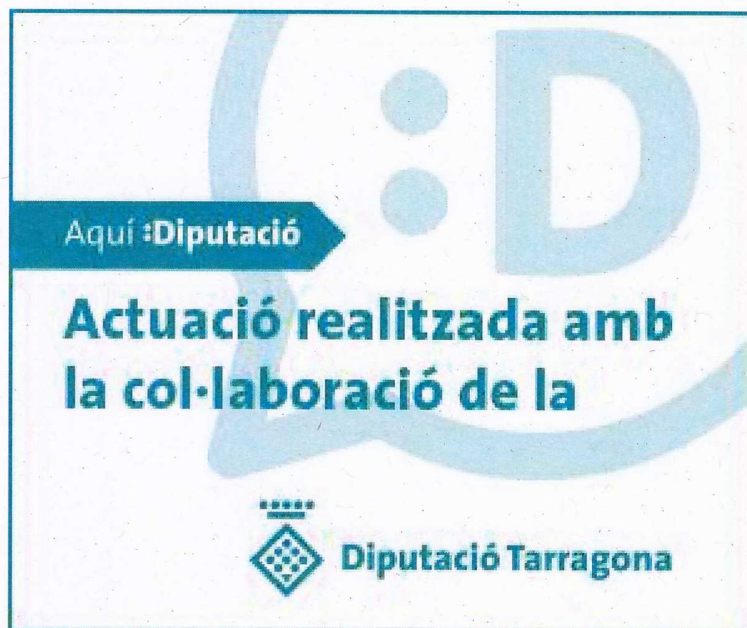 :D
Aquí :Diputació
Actuació realitzada amb
la col·laboració de la
Diputació Tarragona